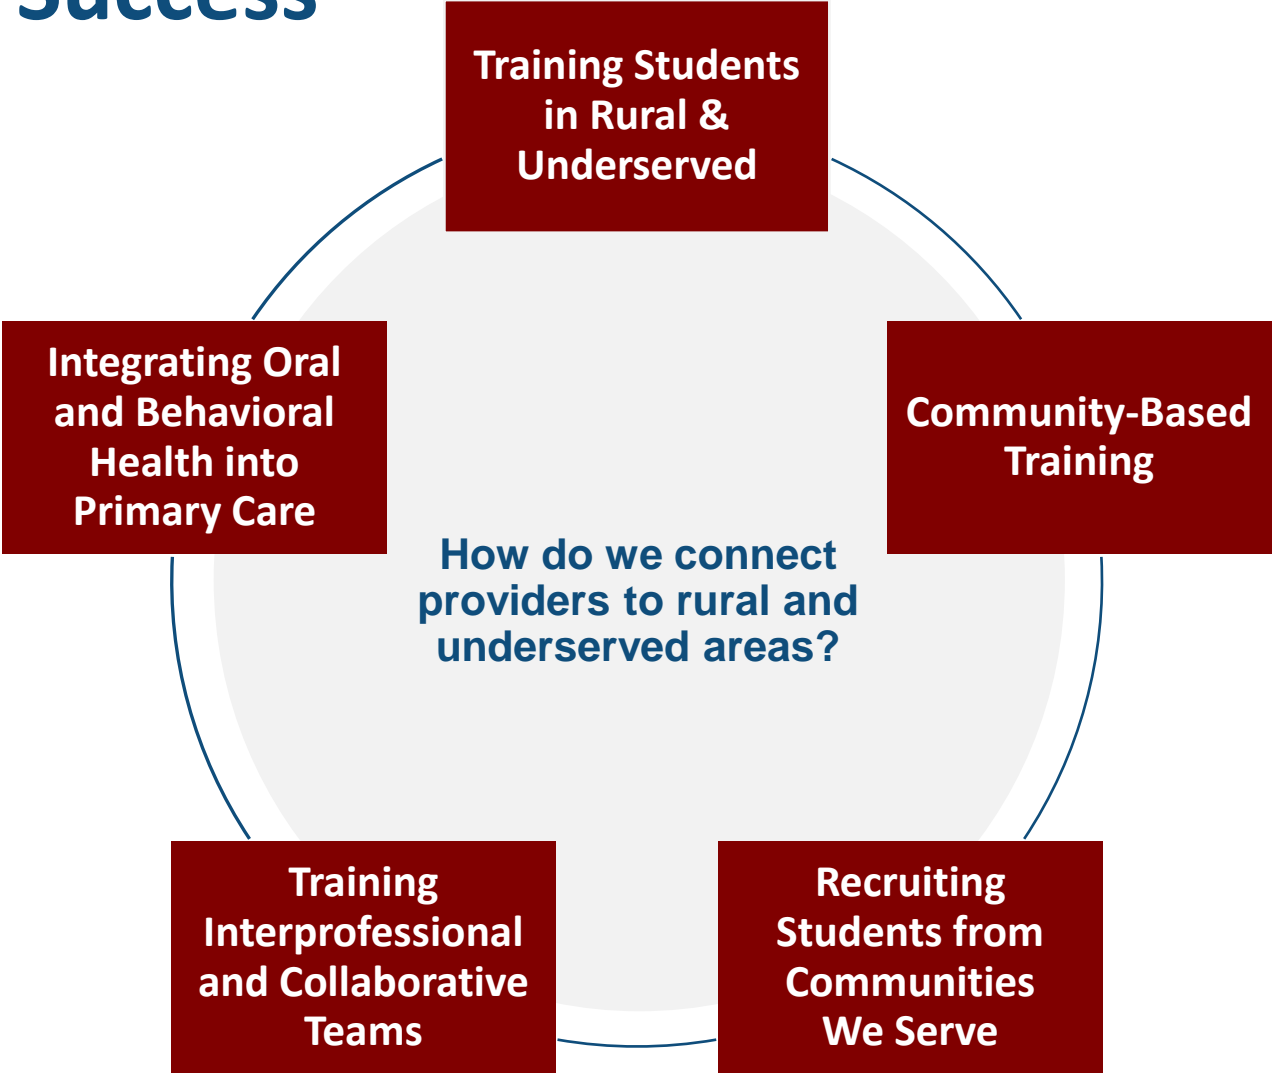 Success
Training Students
in Rural &
Underserved
Community-Based
Training
Recruiting
Students from
Communities
We Serve
Training
Interprofessional
and Collaborative
Teams
Integrating Oral
and Behavioral
Health into
Primary Care
How do we connect
providers to rural and
underserved areas?